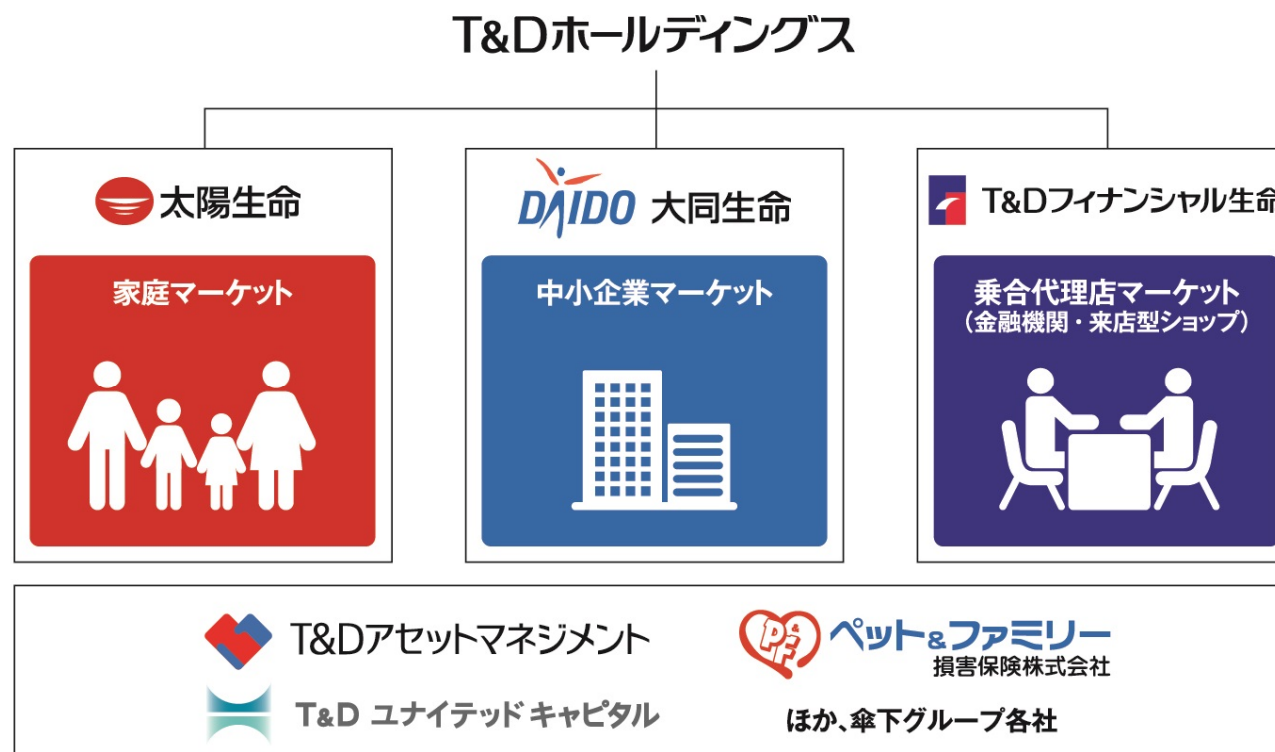 T&Dホールディングス
太陽生命
DAIDO 大同生命
T&Dフィナンシャル生命
家庭マーケット
中小企業マーケット
乗合代理店マーケット
(金融機関・来店型ショップ)
T&Dアセットマネジメント
P&F
ペット&ファミリー
損害保険株式会社
T&D ユナイテッド キャピタル
ほか、傘下グループ各社